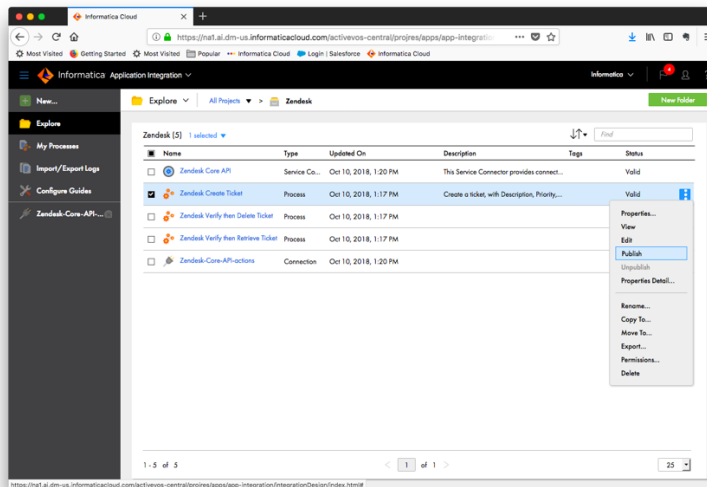 Informatica Cloud
https://na1.ai.dm-us.informaticacloud.com/activevos-central/projres/apps/app-integratio
Most Visited Getting Started Most Visited Popular Informatica Cloud Login | Salesforce Informatica Cloud
Informatica Application Integration
Informatica
New...
Explore
My Processes
Import/Export Logs
Configure Guides
Zendesk-Core-API-...
Explore All Projects > Zendesk
New Folder
Zendesk (5) 1 selected
Find
Name Type Updated On Description Tags Status
Zendesk Core API Service Co... Oct 10, 2018, 1:20 PM This Service Connector provides connect... Valid
Zendesk Create Ticket Process Oct 10, 2018, 1:17 PM Create a ticket, with Description, Priority,... Valid
Zendesk Verify then Delete Ticket Process Oct 10, 2018, 1:17 PM
Zendesk Verify then Retrieve Ticket Process Oct 10, 2018, 1:17 PM
Zendesk-Core-API-actions Connection Oct 10, 2018, 1:20 PM
Properties...
View
Edit
Publish
Unpublish
Properties Detail...
Rename...
Copy To...
Move To...
Export...
Permissions...
Delete
1 - 5 of 5
1 of 1
25
https://na1.ai.dm-us.informaticacloud.com/activevos-central/projres/apps/app-integration/IntegrationDesign/index.html#